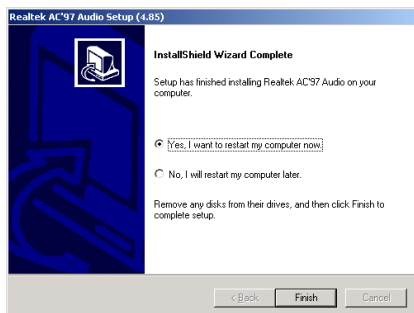 Realtek AC'97 Audio Setup (4.85)
InstallShield Wizard Complete
Setup has finished installing Realtek AC'97 Audio on your
computer.
Yes, I want to restart my computer now.
No, I will restart my computer later.
Remove any disks from their drives, and then click Finish to
complete setup.
< Back
Finish
Cancel